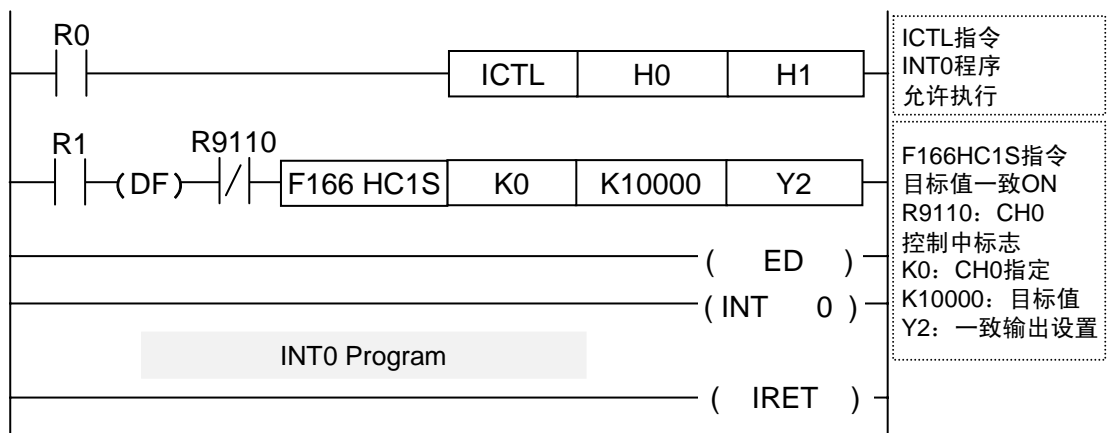 R0
ICTL H0 H1
ICTL指令
INT0程序
允许执行
R1 (DF) R9110 F166 HC1S K0 K10000 Y2
F166HC1S指令
目标值一致ON
R9110：CH0
控制中标志
K0：CH0指定
K10000：目标值
Y2：一致输出设置
( ED )
( INT 0 )
INT0 Program
( IRET )